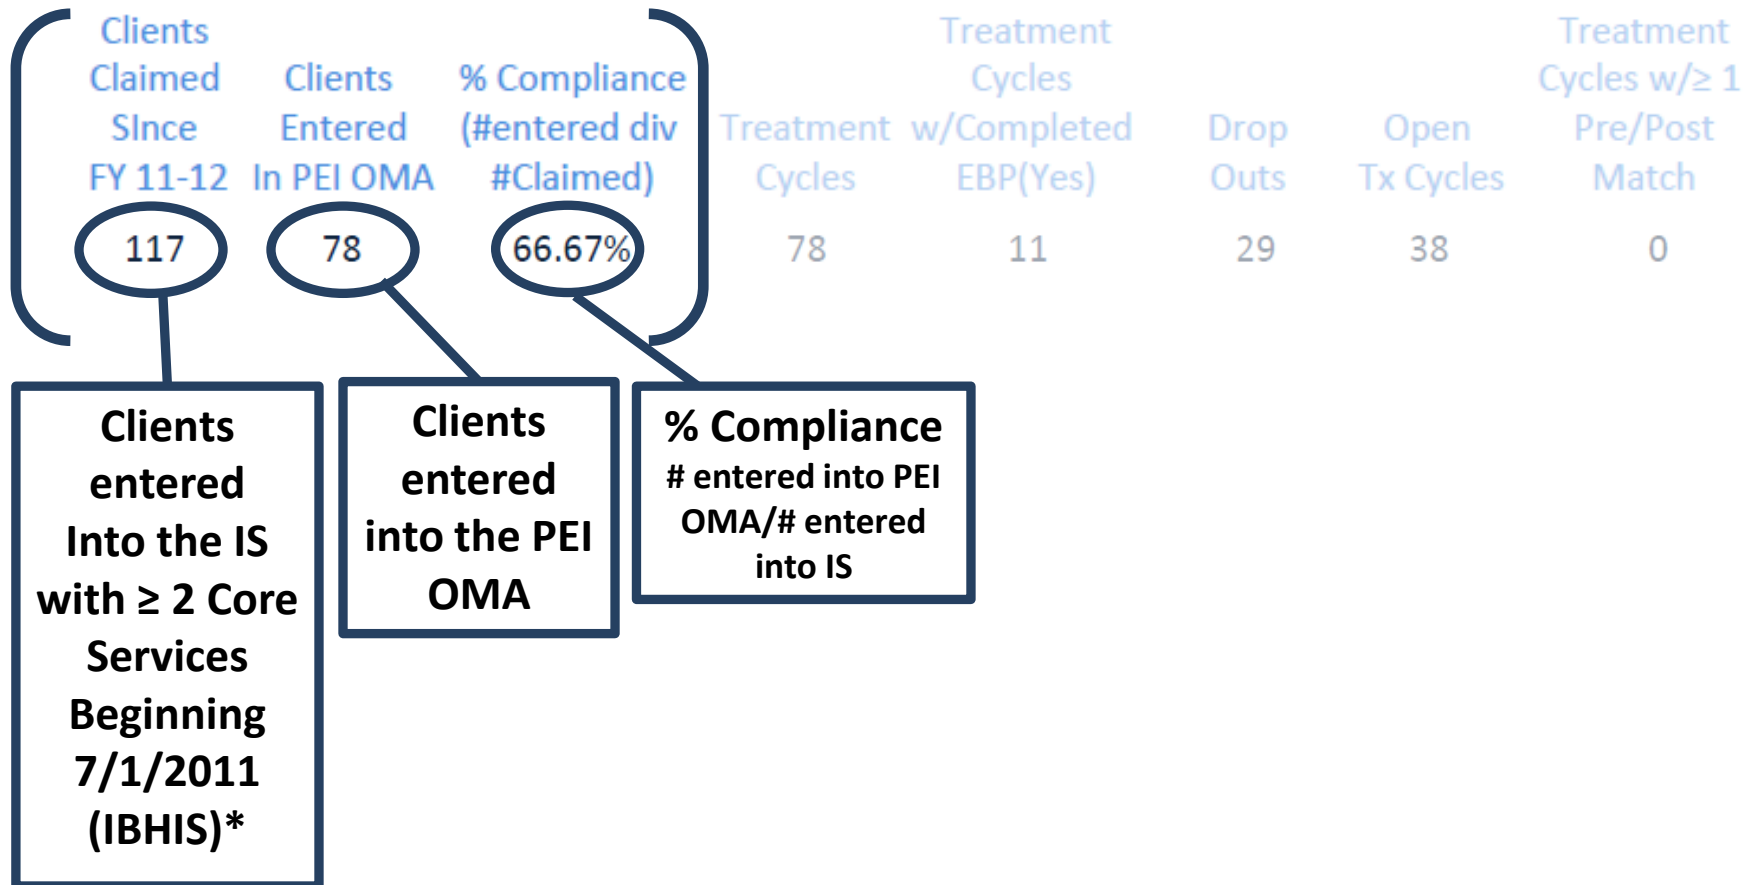 Clients
Claimed
SInce
FY 11-12
Clients
Entered
In PEI OMA
% Compliance
(#entered div
#Claimed)
Treatment
Cycles
Treatment
Cycles
w/Completed
EBP(Yes)
Drop
Outs
Open
Tx Cycles
Treatment
Cycles w/≥ 1
Pre/Post
Match
117
78
66.67%
78
11
29
38
0
Clients
entered
Into the IS
with ≥ 2 Core
Services
Beginning
7/1/2011
(IBHIS)*
Clients
entered
into the PEI
OMA
% Compliance
# entered into PEI
OMA/# entered
into IS